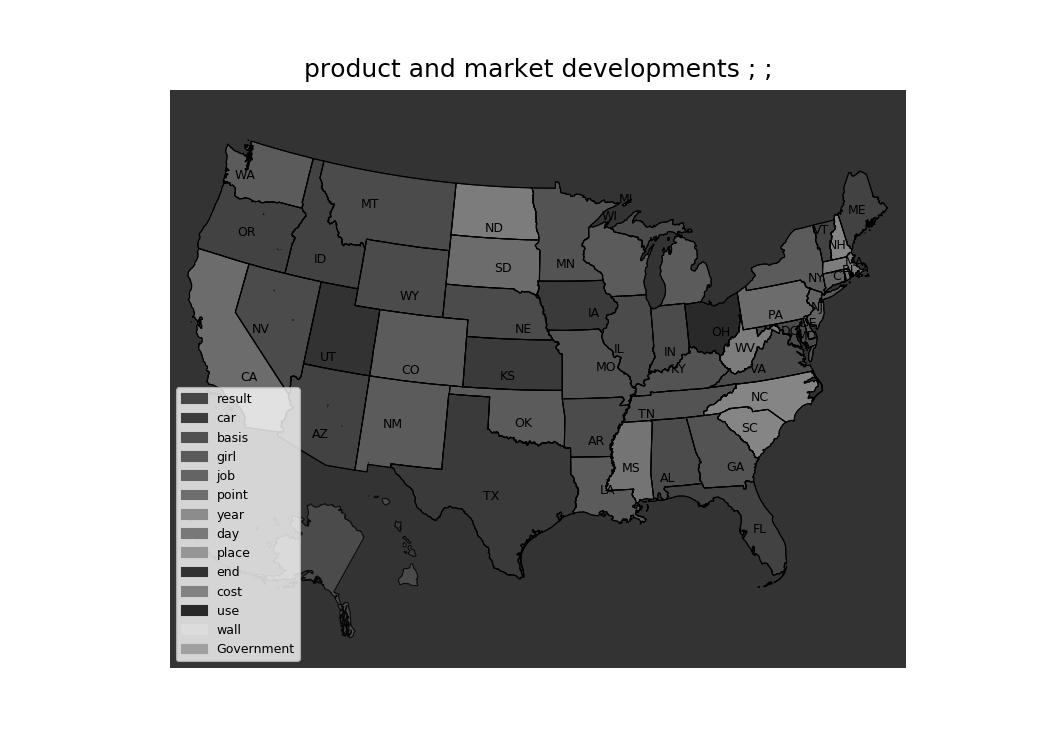 product and market developments ; ;
WA
MT
ND
MI
ME
OR
ID
SD
MN
WI
VT
NH
NY
MA
RI
CT
WY
NE
IA
PA
NJ
NV
UT
CO
KS
MO
IL
IN
OH
WV
DC
DE
MD
VA
KY
CA
AZ
NM
OK
AR
TN
NC
SC
MS
AL
GA
TX
LA
FL
result
car
basis
girl
job
point
year
day
place
end
cost
use
wall
Government